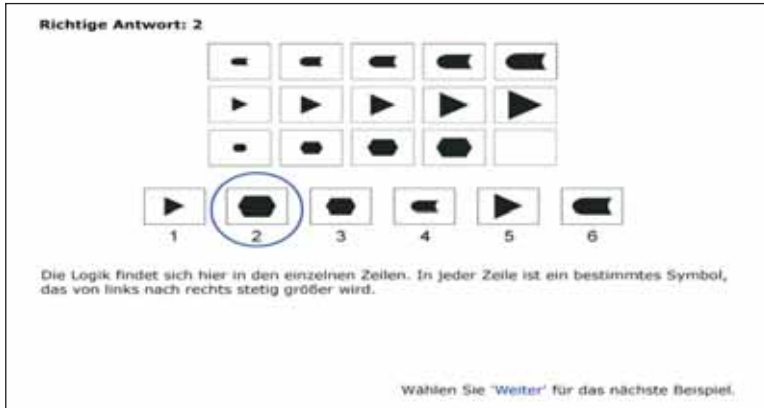 Richtige Antwort: 2
1 2 3 4 5 6
Die Logik findet sich hier in den einzelnen Zeilen. In jeder Zeile ist ein bestimmtes Symbol,
das von links nach rechts stetig größer wird.
Wählen Sie 'Weiter' für das nächste Beispiel.